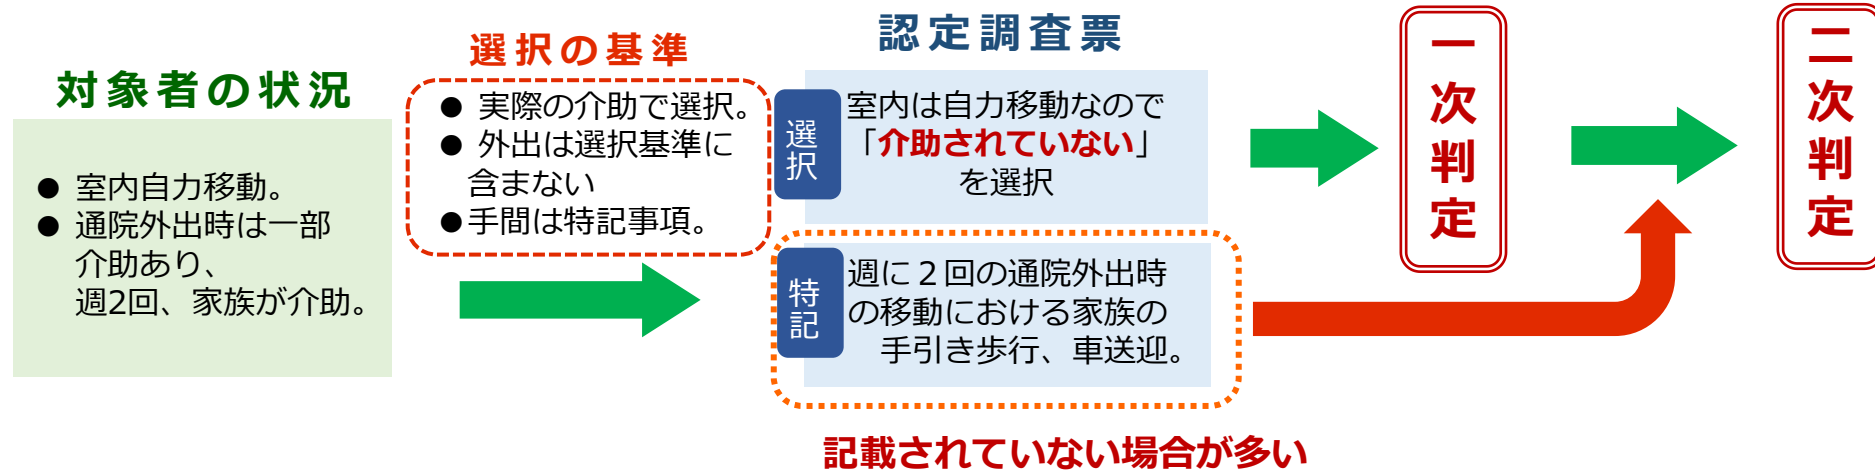 対象者の状況
● 室内自力移動。
● 通院外出時は一部
介助あり、
週2回、家族が介助。
選択の基準
● 実際の介助で選択。
● 外出は選択基準に
含まない
●手間は特記事項。
認定調査票
選択
室内は自力移動なので
「介助されていない」
を選択
特記
週に２回の通院外出時
の移動における家族の
手引き歩行、車送迎。
記載されていない場合が多い
一次判定
二次判定